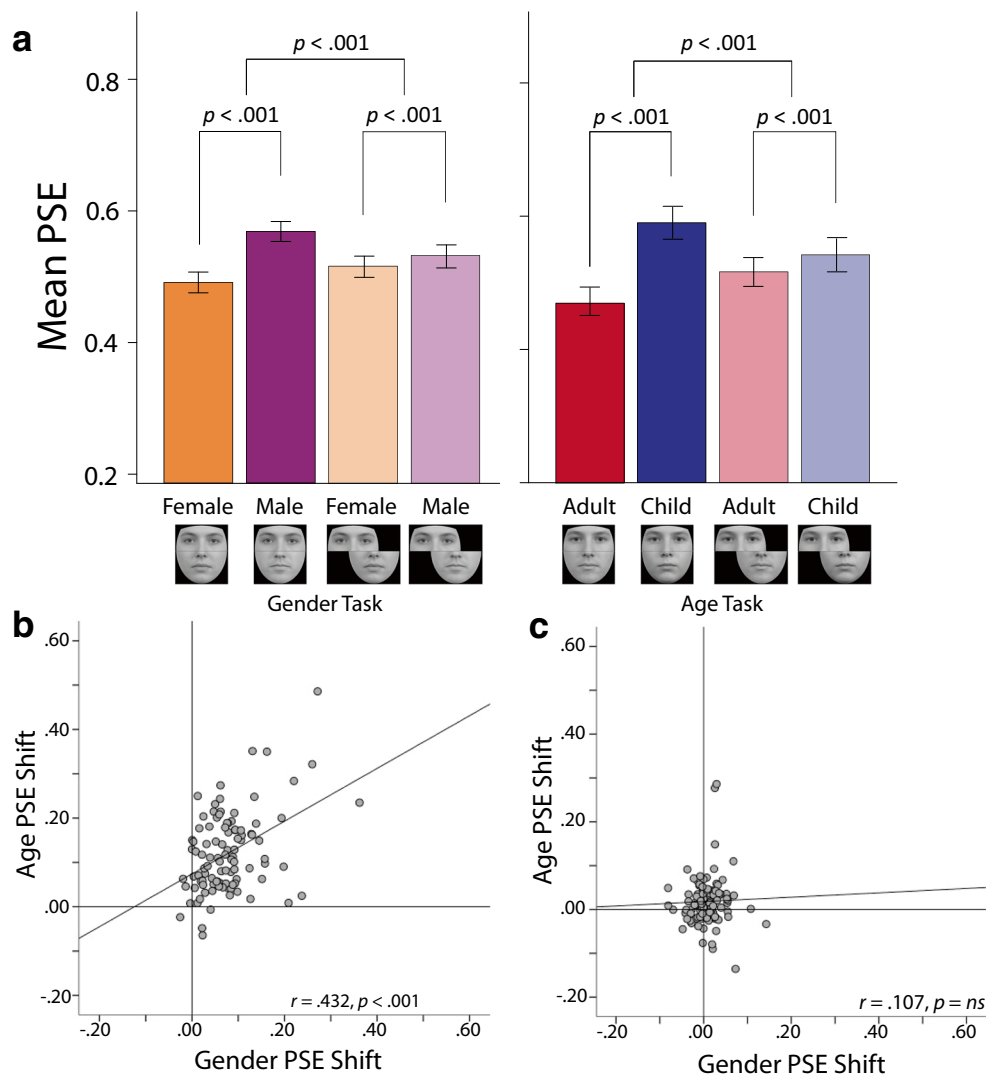 a
p < .001
p < .001
p < .001
p < .001
p < .001
p < .001
Mean PSE
0.8
0.6
0.4
0.2
Female Male Female Male
Adult Child Adult Child
Gender Task
Age Task
b
Age PSE Shift
.60
.40
.20
.00
-.20
r = .432, p < .001
-.20 .00 .20 .40 .60
Gender PSE Shift
c
Age PSE Shift
.60
.40
.20
.00
-.20
r = .107, p = ns
-.20 .00 .20 .40 .60
Gender PSE Shift